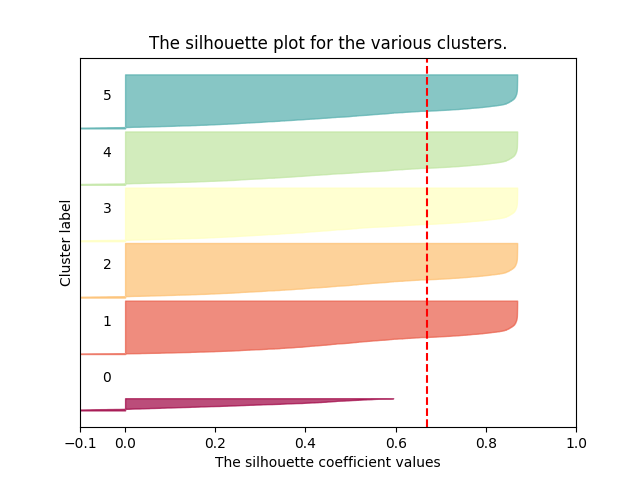 The silhouette plot for the various clusters.
Cluster label
5
4
3
2
1
0
−0.1 0.0 0.2 0.4 0.6 0.8 1.0
The silhouette coefficient values